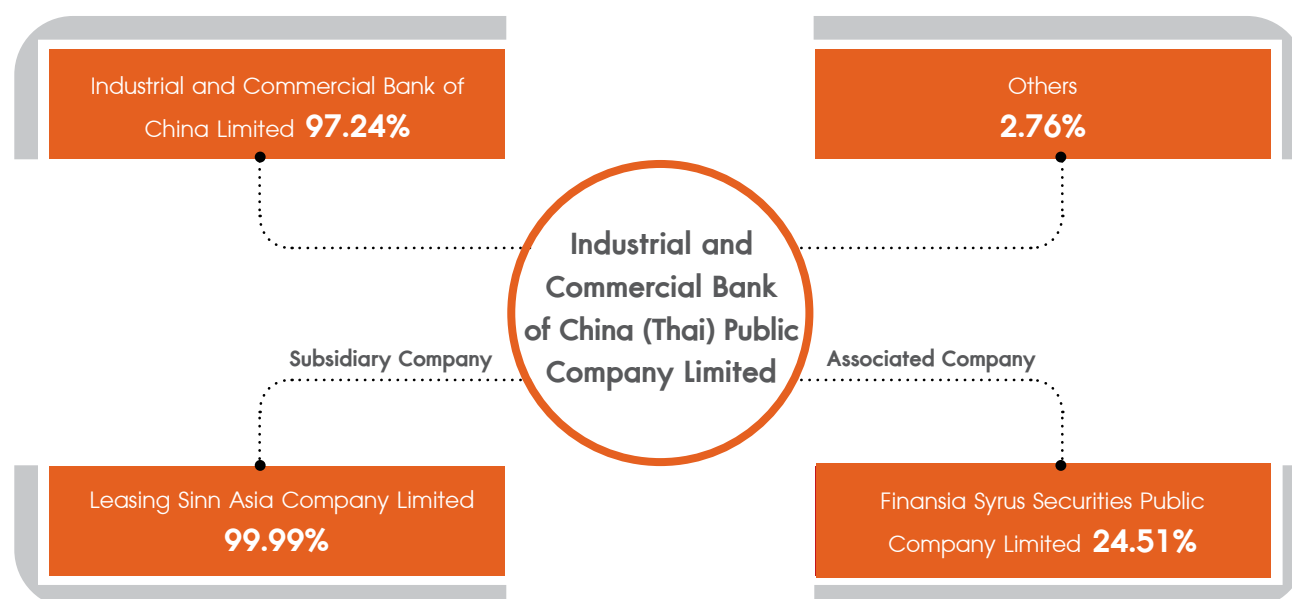 Industrial and Commercial Bank of
China Limited 97.24%
Others
2.76%
Industrial and
Commercial Bank
of China (Thai) Public
Company Limited
Subsidiary Company
Associated Company
Leasing Sinn Asia Company Limited
99.99%
Finansia Syrus Securities Public
Company Limited 24.51%